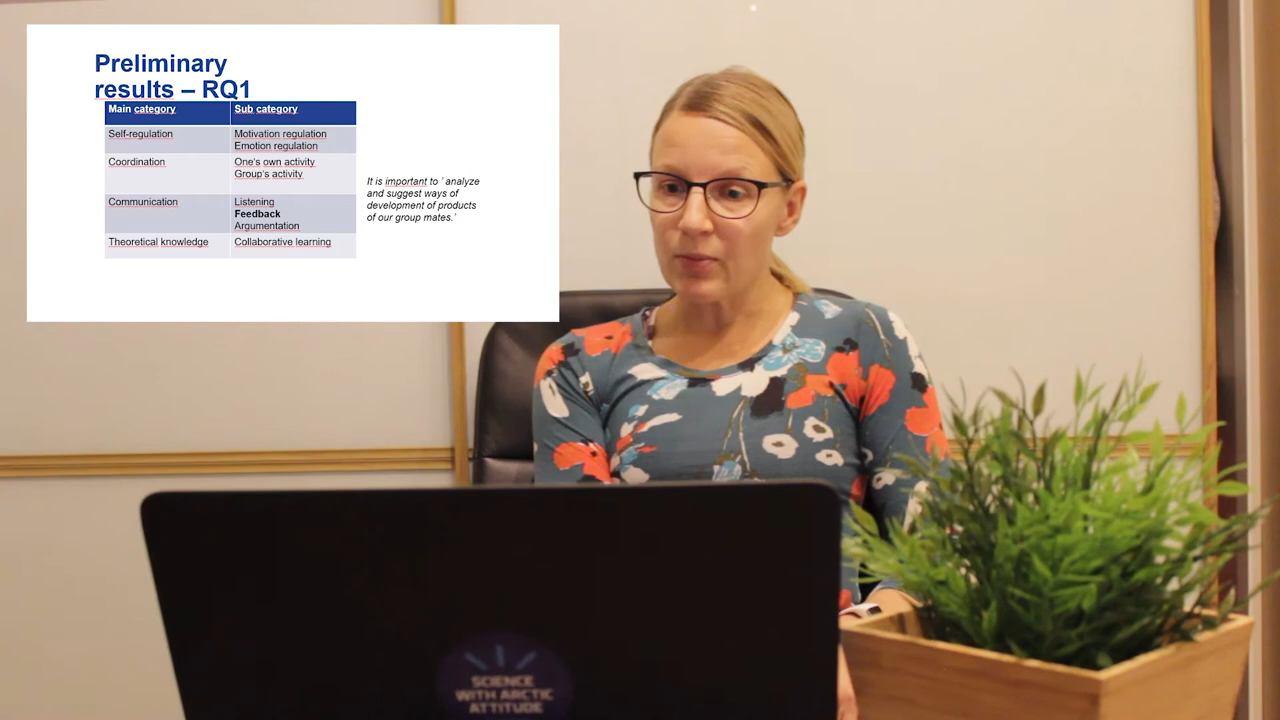 Preliminary
results – RQ1
Main category Sub category
Self-regulation Motivation regulation
Emotion regulation
Coordination One's own activity
Group's activity
Communication Listening
Feedback
Argumentation
Theoretical knowledge Collaborative learning
It is important to ' analyze
and suggest ways of
development of products
of our group mates.'
SCIENCE
WITH ARCTIC
ATTITUDE